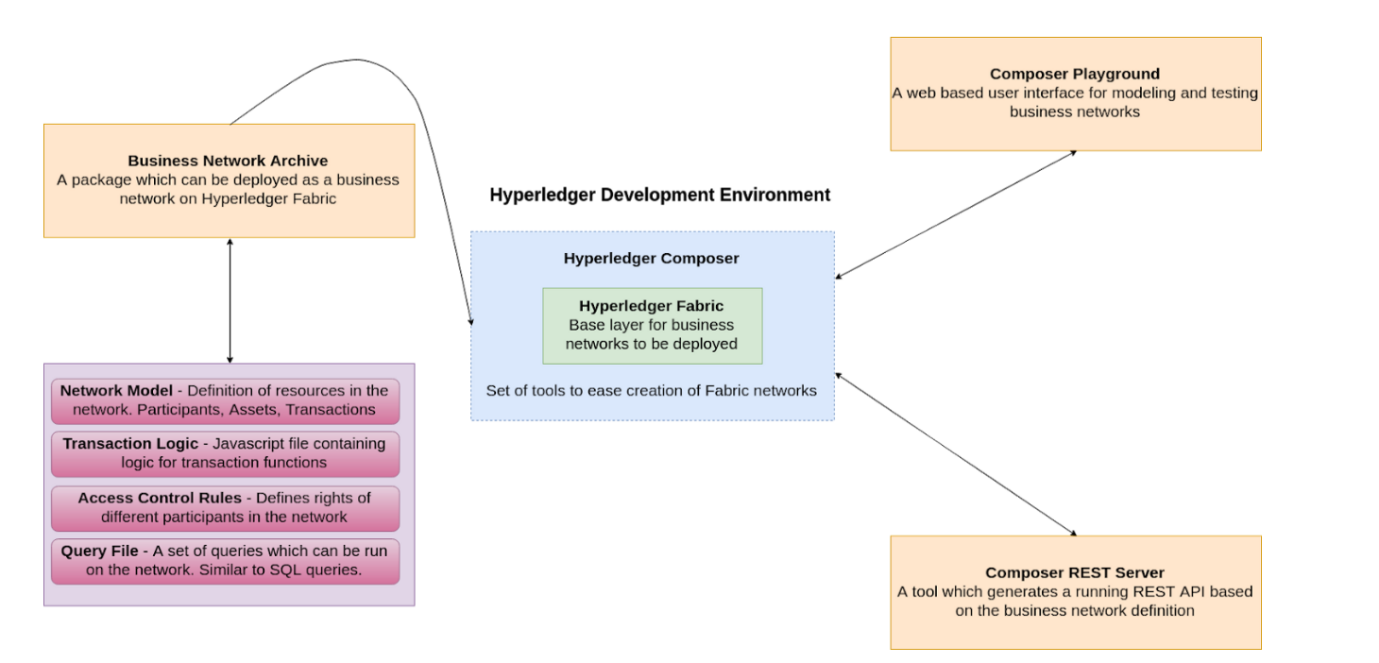 Composer Playground
A web based user interface for modeling and testing
business networks
Business Network Archive
A package which can be deployed as a business
network on Hyperledger Fabric
Hyperledger Development Environment
Hyperledger Composer
Hyperledger Fabric
Base layer for business
networks to be deployed
Set of tools to ease creation of Fabric networks
Network Model - Definition of resources in the
network. Participants, Assets, Transactions
Transaction Logic - Javascript file containing
logic for transaction functions
Access Control Rules - Defines rights of
different participants in the network
Query File - A set of queries which can be run
on the network. Similar to SQL queries.
Composer REST Server
A tool which generates a running REST API based
on the business network definition